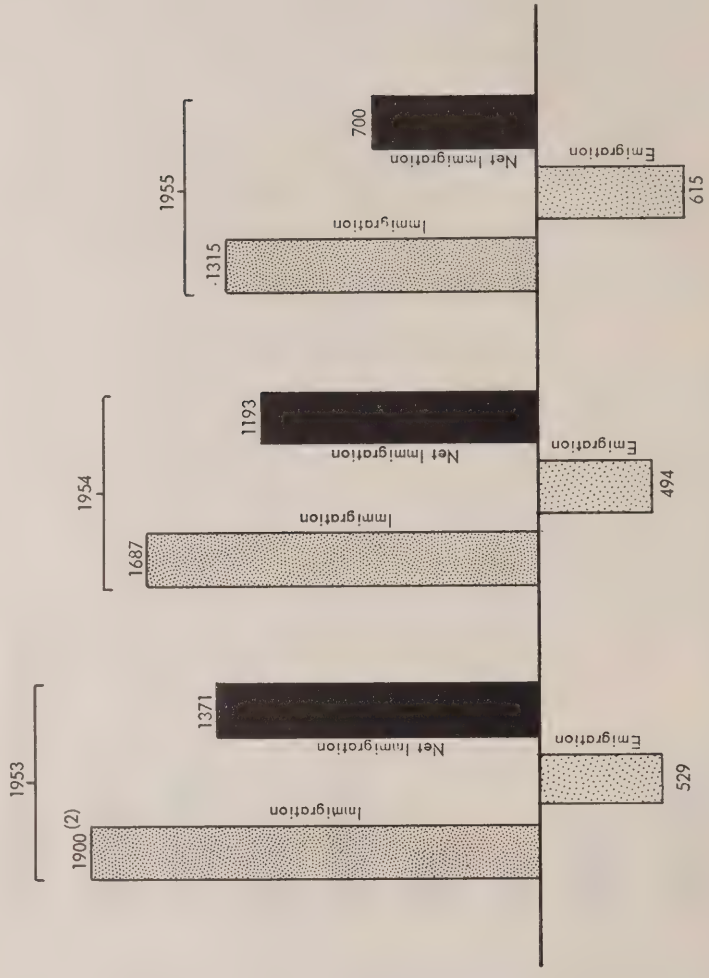 1953
1900 (2)
Immigration
1371
Net Immigration
529
Emigration
1954
1687
Immigration
1193
Net Immigration
494
Emigration
1955
1315
Immigration
700
Net Immigration
615
Emigration